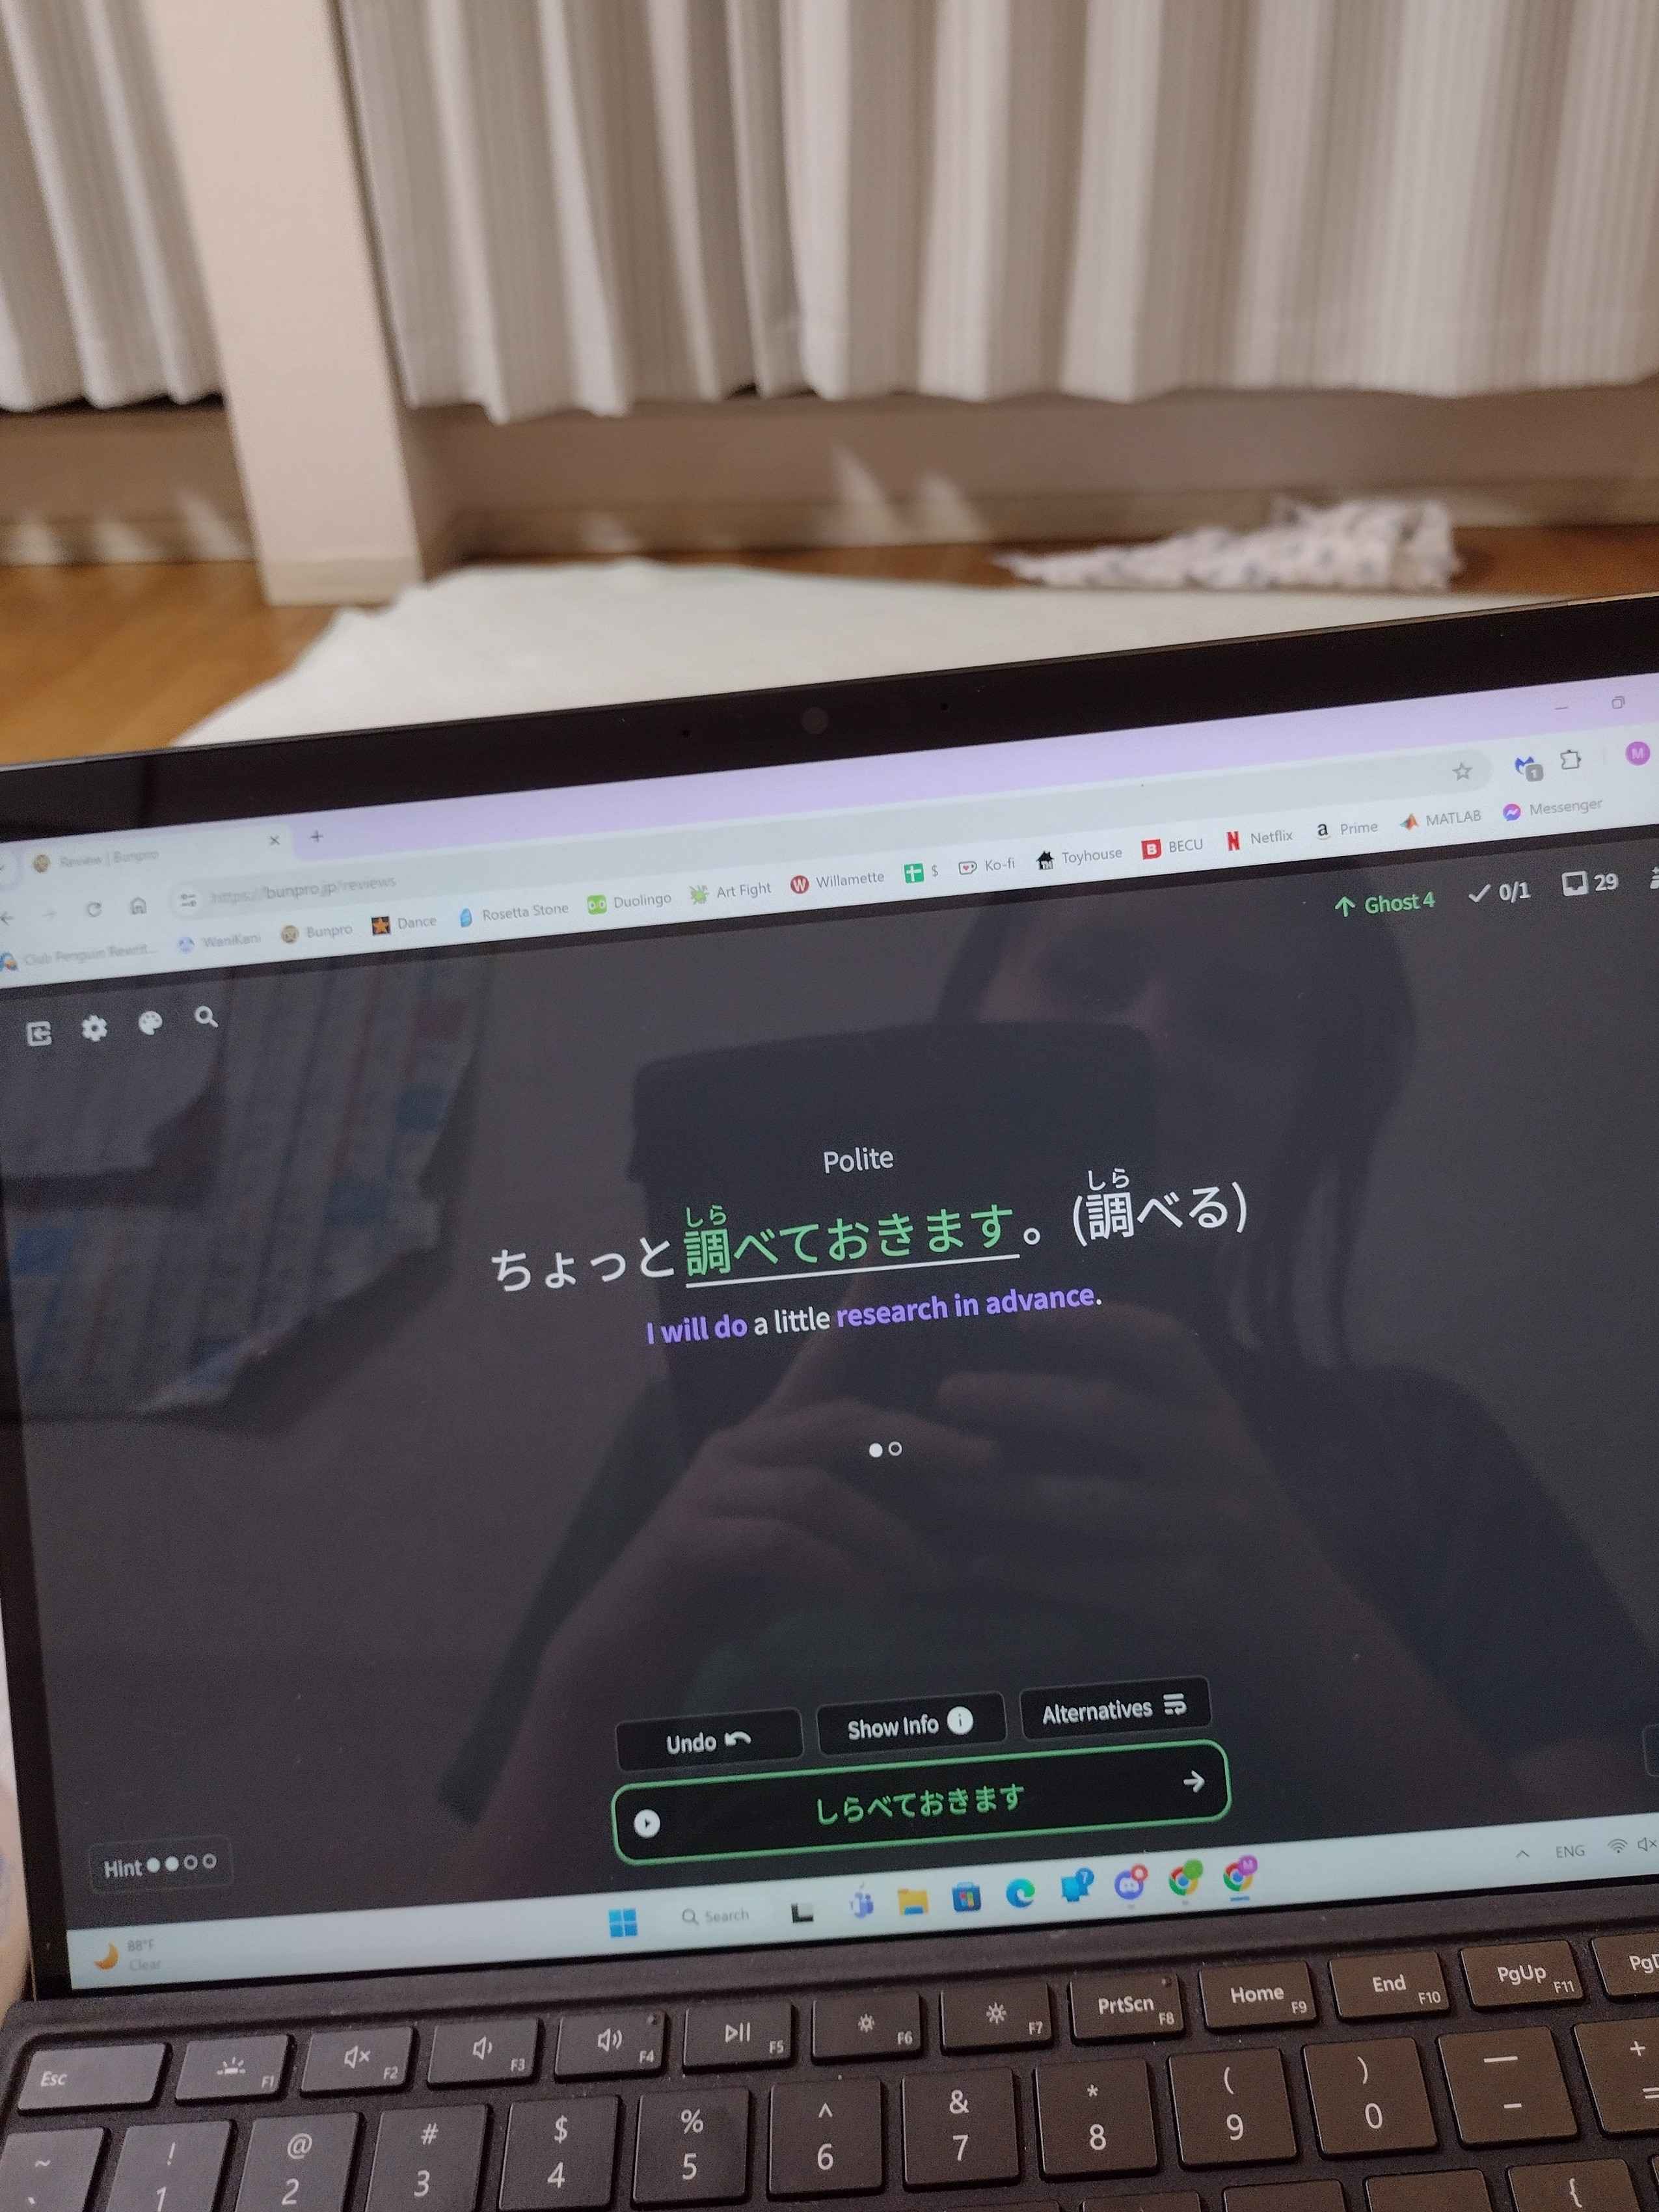 Review | Bunpro
https://bunpro.jp/reviews
Club Penguin Rewrit... WaniKani Bunpro Dance Rosetta Stone Duolingo Art Fight Willamette $ Ko-fi Toyhouse BECU Netflix Prime MATLAB Messenger
Ghost 4 0/1 29
Polite
ちょっと調べておきます。(調べる)
しら しら
I will do a little research in advance.
Undo Show Info Alternatives
しらべておきます
Hint
88°F
Clear
Search
ENG
Esc F1 F2 F3 F4 F5 F6 F7 PrtScn F8 Home F9 End F10 PgUp F11
~ ! @ # $ % ^ & * ( ) — +
` 1 2 3 4 5 6 7 8 9 0 - =
{